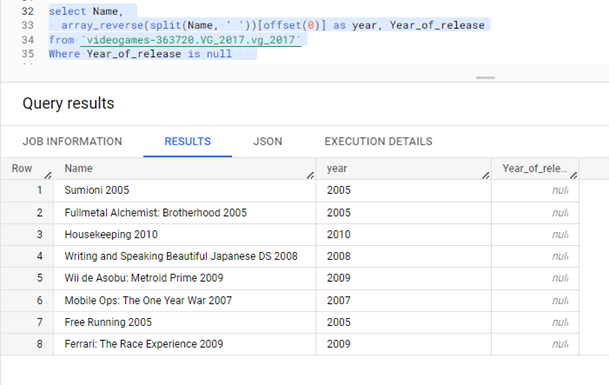 32 select Name,
33 array_reverse(split(Name, ' '))[offset(0)] as year, Year_of_release
34 from `videogames-363720.VG_2017.vg_2017`
35 Where Year_of_release is null
Query results
JOB INFORMATION RESULTS JSON EXECUTION DETAILS
Row Name year Year_of_rele...
1 Sumioni 2005 2005 null
2 Fullmetal Alchemist: Brotherhood 2005 2005 null
3 Housekeeping 2010 2010 null
4 Writing and Speaking Beautiful Japanese DS 2008 2008 null
5 Wii de Asobu: Metroid Prime 2009 2009 null
6 Mobile Ops: The One Year War 2007 2007 null
7 Free Running 2005 2005 null
8 Ferrari: The Race Experience 2009 2009 null